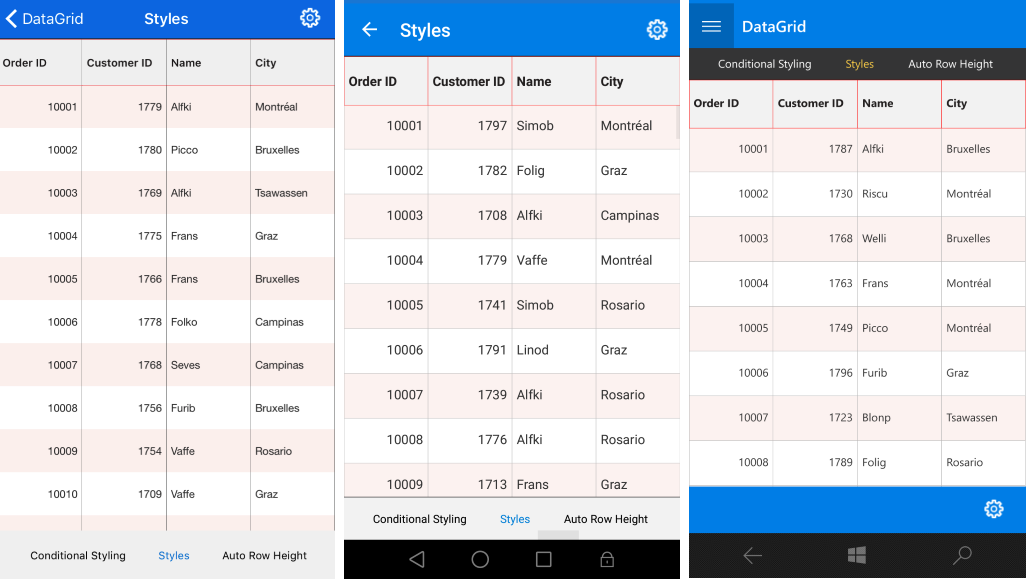 DataGrid Styles
Order ID Customer ID Name City
10001 1779 Alfki Montréal
10002 1780 Picco Bruxelles
10003 1769 Alfki Tsawassen
10004 1775 Frans Graz
10005 1766 Frans Bruxelles
10006 1778 Folko Campinas
10007 1768 Seves Campinas
10008 1756 Furib Bruxelles
10009 1754 Vaffe Rosario
10010 1709 Vaffe Graz
Conditional Styling Styles Auto Row Height
Styles
Order ID Customer ID Name City
10001 1797 Simob Montréal
10002 1782 Folig Graz
10003 1708 Alfki Campinas
10004 1779 Vaffe Montréal
10005 1741 Simob Rosario
10006 1791 Linod Graz
10007 1739 Alfki Rosario
10008 1776 Alfki Rosario
10009 1713 Frans Graz
Conditional Styling Styles Auto Row Height
DataGrid
Conditional Styling Styles Auto Row Height
Order ID Customer ID Name City
10001 1787 Alfki Bruxelles
10002 1730 Riscu Montréal
10003 1768 Welli Bruxelles
10004 1763 Frans Montréal
10005 1749 Picco Montréal
10006 1796 Furib Graz
10007 1723 Blonp Tsawassen
10008 1789 Folig Rosario